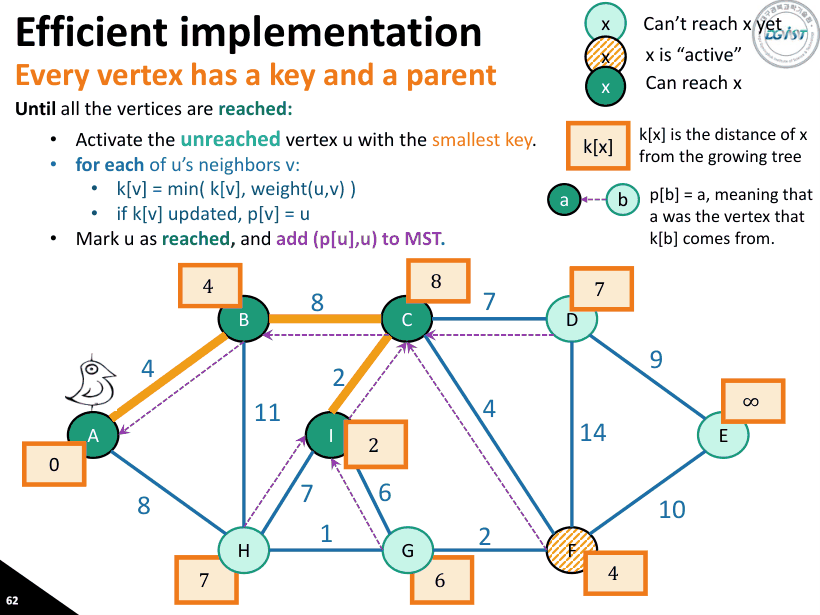 Efficient implementation
Every vertex has a key and a parent
Until all the vertices are reached:
• Activate the unreached vertex u with the smallest key.
• for each of u's neighbors v:
• k[v] = min( k[v], weight(u,v) )
• if k[v] updated, p[v] = u
• Mark u as reached, and add (p[u],u) to MST.
x Can't reach x yet
x x is "active"
x Can reach x
DGIST
k[x] k[x] is the distance of x
from the growing tree
a b p[b] = a, meaning that
a was the vertex that
k[b] comes from.
4 8 7
B 8 C 7 D
4 2 9
11 4 14
∞
A I 2 E
0
8 7 6 10
H 1 G 2 F
7 6 4
62